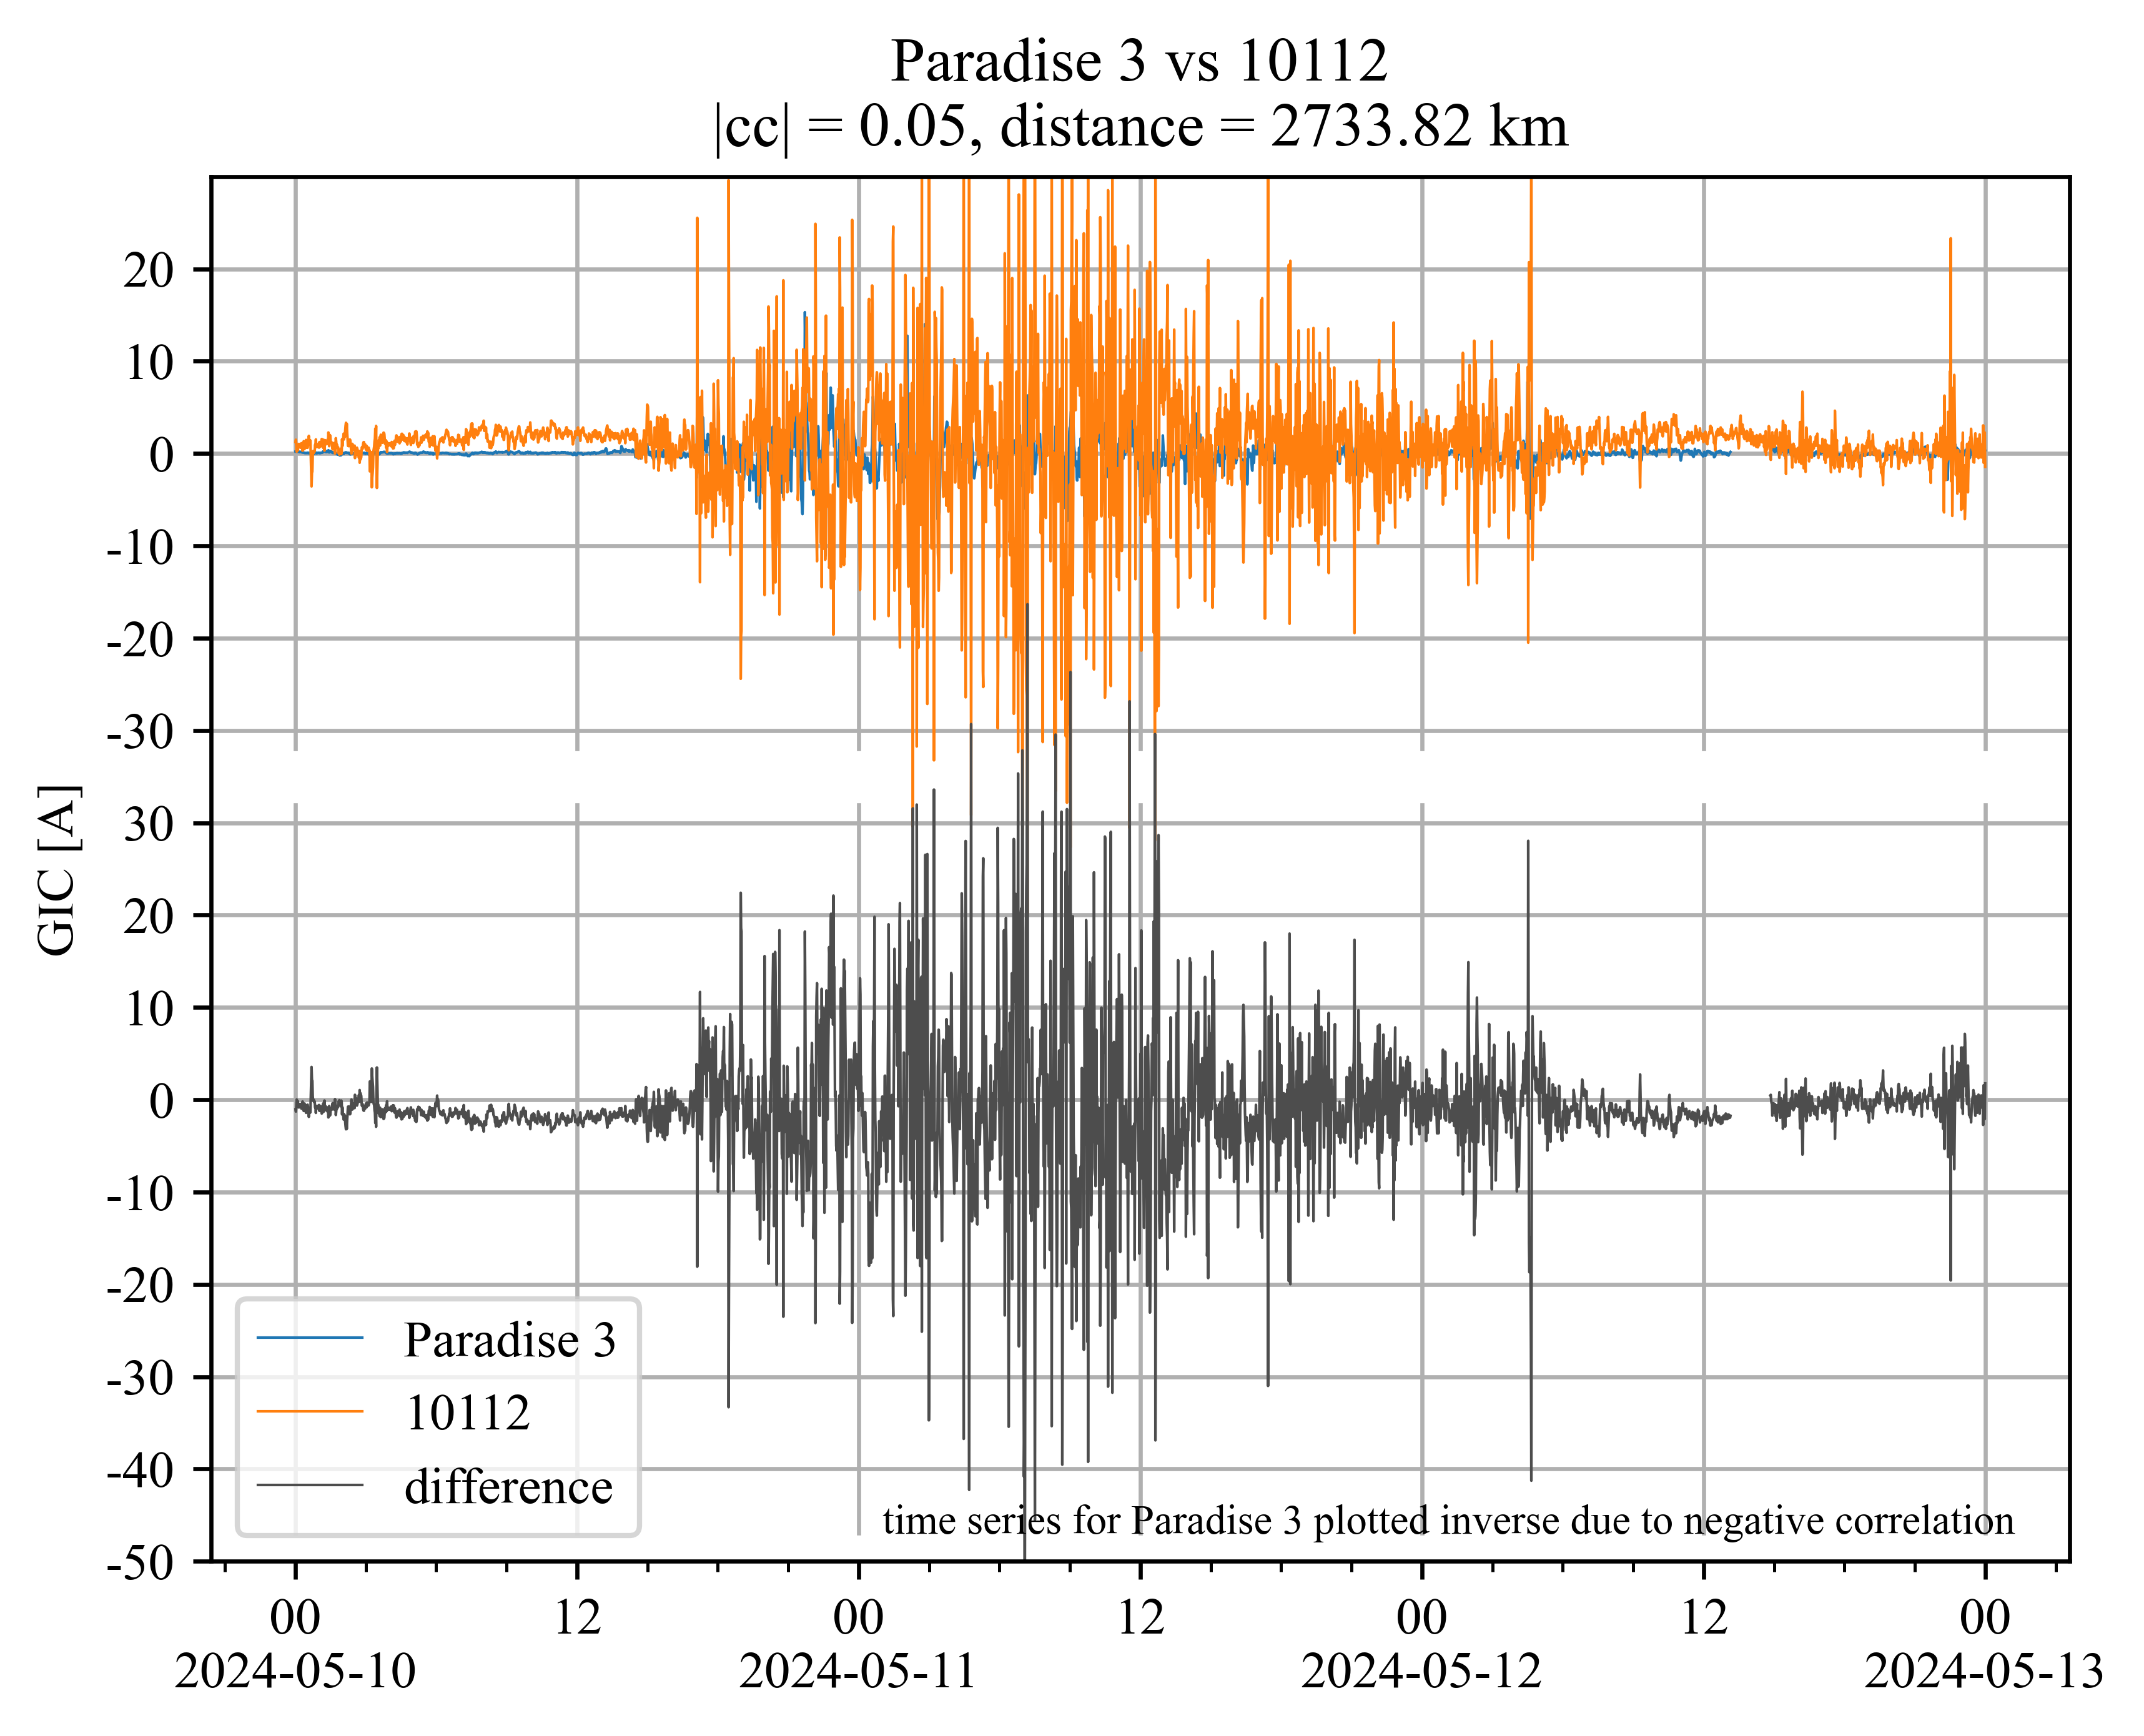 Paradise 3 vs 10112
|cc| = 0.05, distance = 2733.82 km
GIC [A]
20
10
0
-10
-20
-30
30
20
10
0
-10
-20
-30
-40
-50
Paradise 3
10112
difference
time series for Paradise 3 plotted inverse due to negative correlation
00 12 00 12 00 12 00
2024-05-10 2024-05-11 2024-05-12 2024-05-13